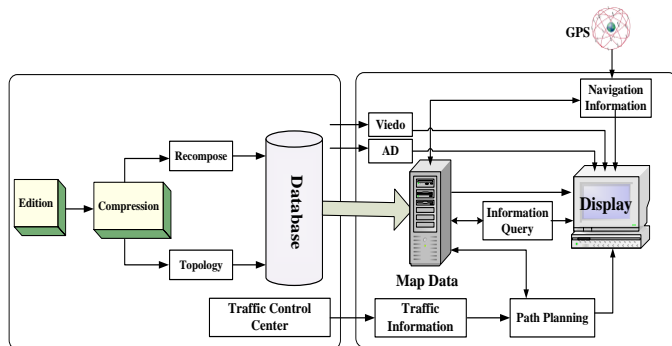 GPS
Navigation
Information
Viedo
AD
Recompose
Database
Edition
Compression
Display
Information
Query
Topology
Map Data
Traffic Control
Center
Traffic
Information
Path Planning